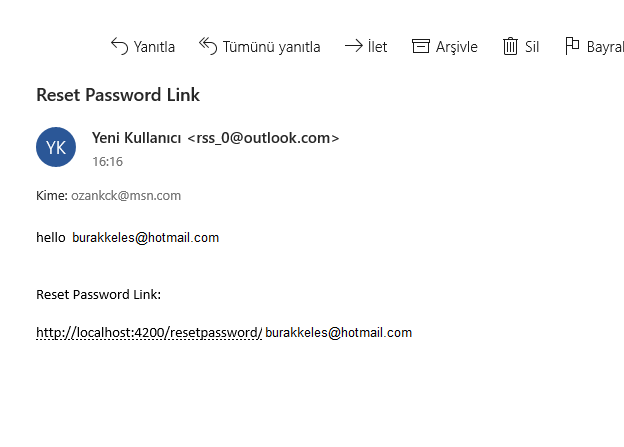 Yanıtla Tümünü yanıtla İlet Arşivle Sil Bayrak
Reset Password Link
YK
Yeni Kullanıcı <rss_0@outlook.com>
16:16
Kime: ozankck@msn.com
hello burakkeles@hotmail.com
Reset Password Link:
http://localhost:4200/resetpassword/ burakkeles@hotmail.com